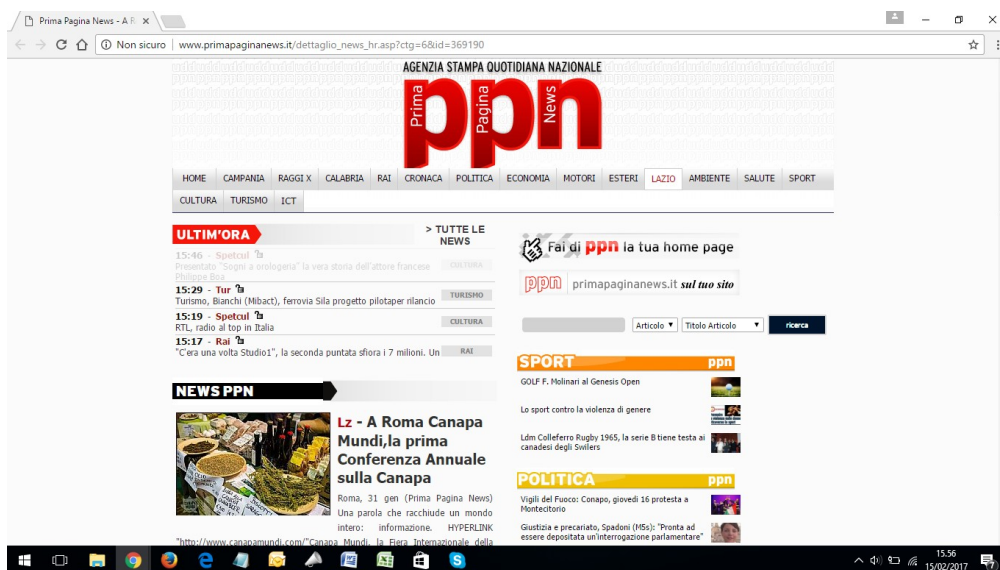 Prima Pagina News - A R
Non sicuro
www.primapaginanews.it/dettaglio_news_hr.asp?ctg=6&id=369190
AGENZIA STAMPA QUOTIDIANA NAZIONALE
ppn
Prima Pagina News
HOME CAMPANIA RAGGI X CALABRIA RAI CRONACA POLITICA ECONOMIA MOTORI ESTERI LAZIO AMBIENTE SALUTE SPORT
CULTURA TURISMO ICT
ULTIM'ORA
> TUTTE LE
NEWS
15:46 - Spetcul
Presentato "Sogni a orologeria" la vera storia dell'attore francese
Philippe Boa
CULTURA
15:29 - Tur
Turismo, Bianchi (Mibact), ferrovia Sila progetto pilotaper rilancio
TURISMO
15:19 - Spetcul
RTL, radio al top in Italia
CULTURA
15:17 - Rai
"C'era una volta Studio1", la seconda puntata sfiora i 7 milioni. Un
RAI
NEWS PPN
Lz - A Roma Canapa
Mundi,la prima
Conferenza Annuale
sulla Canapa
Roma, 31 gen (Prima Pagina News)
Una parola che racchiude un mondo
intero: informazione. HYPERLINK
"http://www.canapamundi.com/"Canapa Mundi, la Fiera Internazionale della
Fai di ppn la tua home page
ppn primapaginanews.it sul tuo sito
Articolo Titolo Articolo ricerca
SPORT ppn
GOLF F. Molinari al Genesis Open
Lo sport contro la violenza di genere
Ldm Colleferro Rugby 1965, la serie B tiene testa ai
canadesi degli Swilers
POLITICA ppn
Vigili del Fuoco: Conapo, giovedi 16 protesta a
Montecitorio
Giustizia e precariato, Spadoni (M5s): "Pronta ad
essere depositata un'interrogazione parlamentare"
15.56
15/02/2017